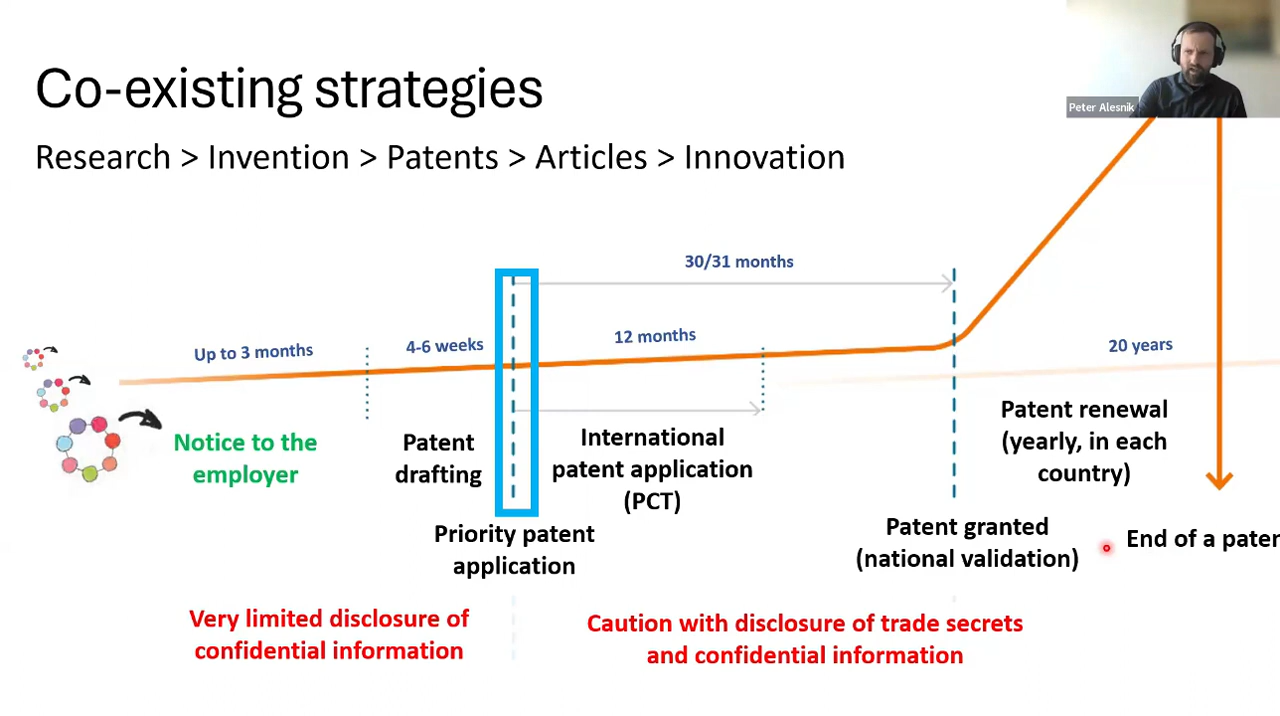 Co-existing strategies
Peter Alesnik
Research > Invention > Patents > Articles > Innovation
30/31 months
Up to 3 months
4-6 weeks
12 months
20 years
Notice to the
employer
Patent
drafting
International
patent application
(PCT)
Patent renewal
(yearly, in each
country)
Priority patent
application
Patent granted
(national validation)
End of a paten
Very limited disclosure of
confidential information
Caution with disclosure of trade secrets
and confidential information